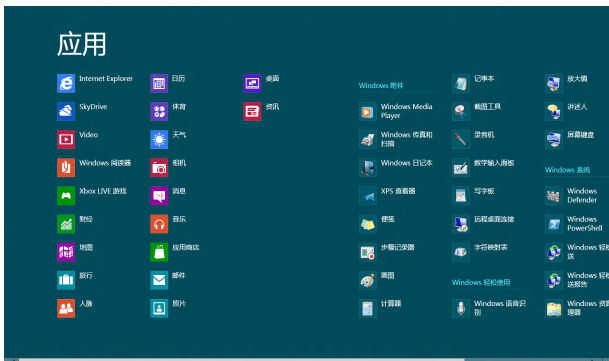 应用
Internet Explorer
SkyDrive
Video
Windows 阅读器
Xbox LIVE 游戏
财经
地图
旅行
人脉
日历
体育
天气
相机
消息
音乐
应用商店
邮件
照片
桌面
资讯
Windows 附件
Windows Media
Player
Windows 传真和
扫描
Windows 日记本
XPS 查看器
便笺
步骤记录器
画图
计算器
记事本
截图工具
录音机
数学输入面板
写字板
远程桌面连接
字符映射表
Windows 轻松使用
Windows 语音识
别
放大镜
讲述人
屏幕键盘
Windows 系统
Windows
Defender
Windows
PowerShell
Windows 轻松
送
Windows 轻松
送报告
Windows 资源
理器